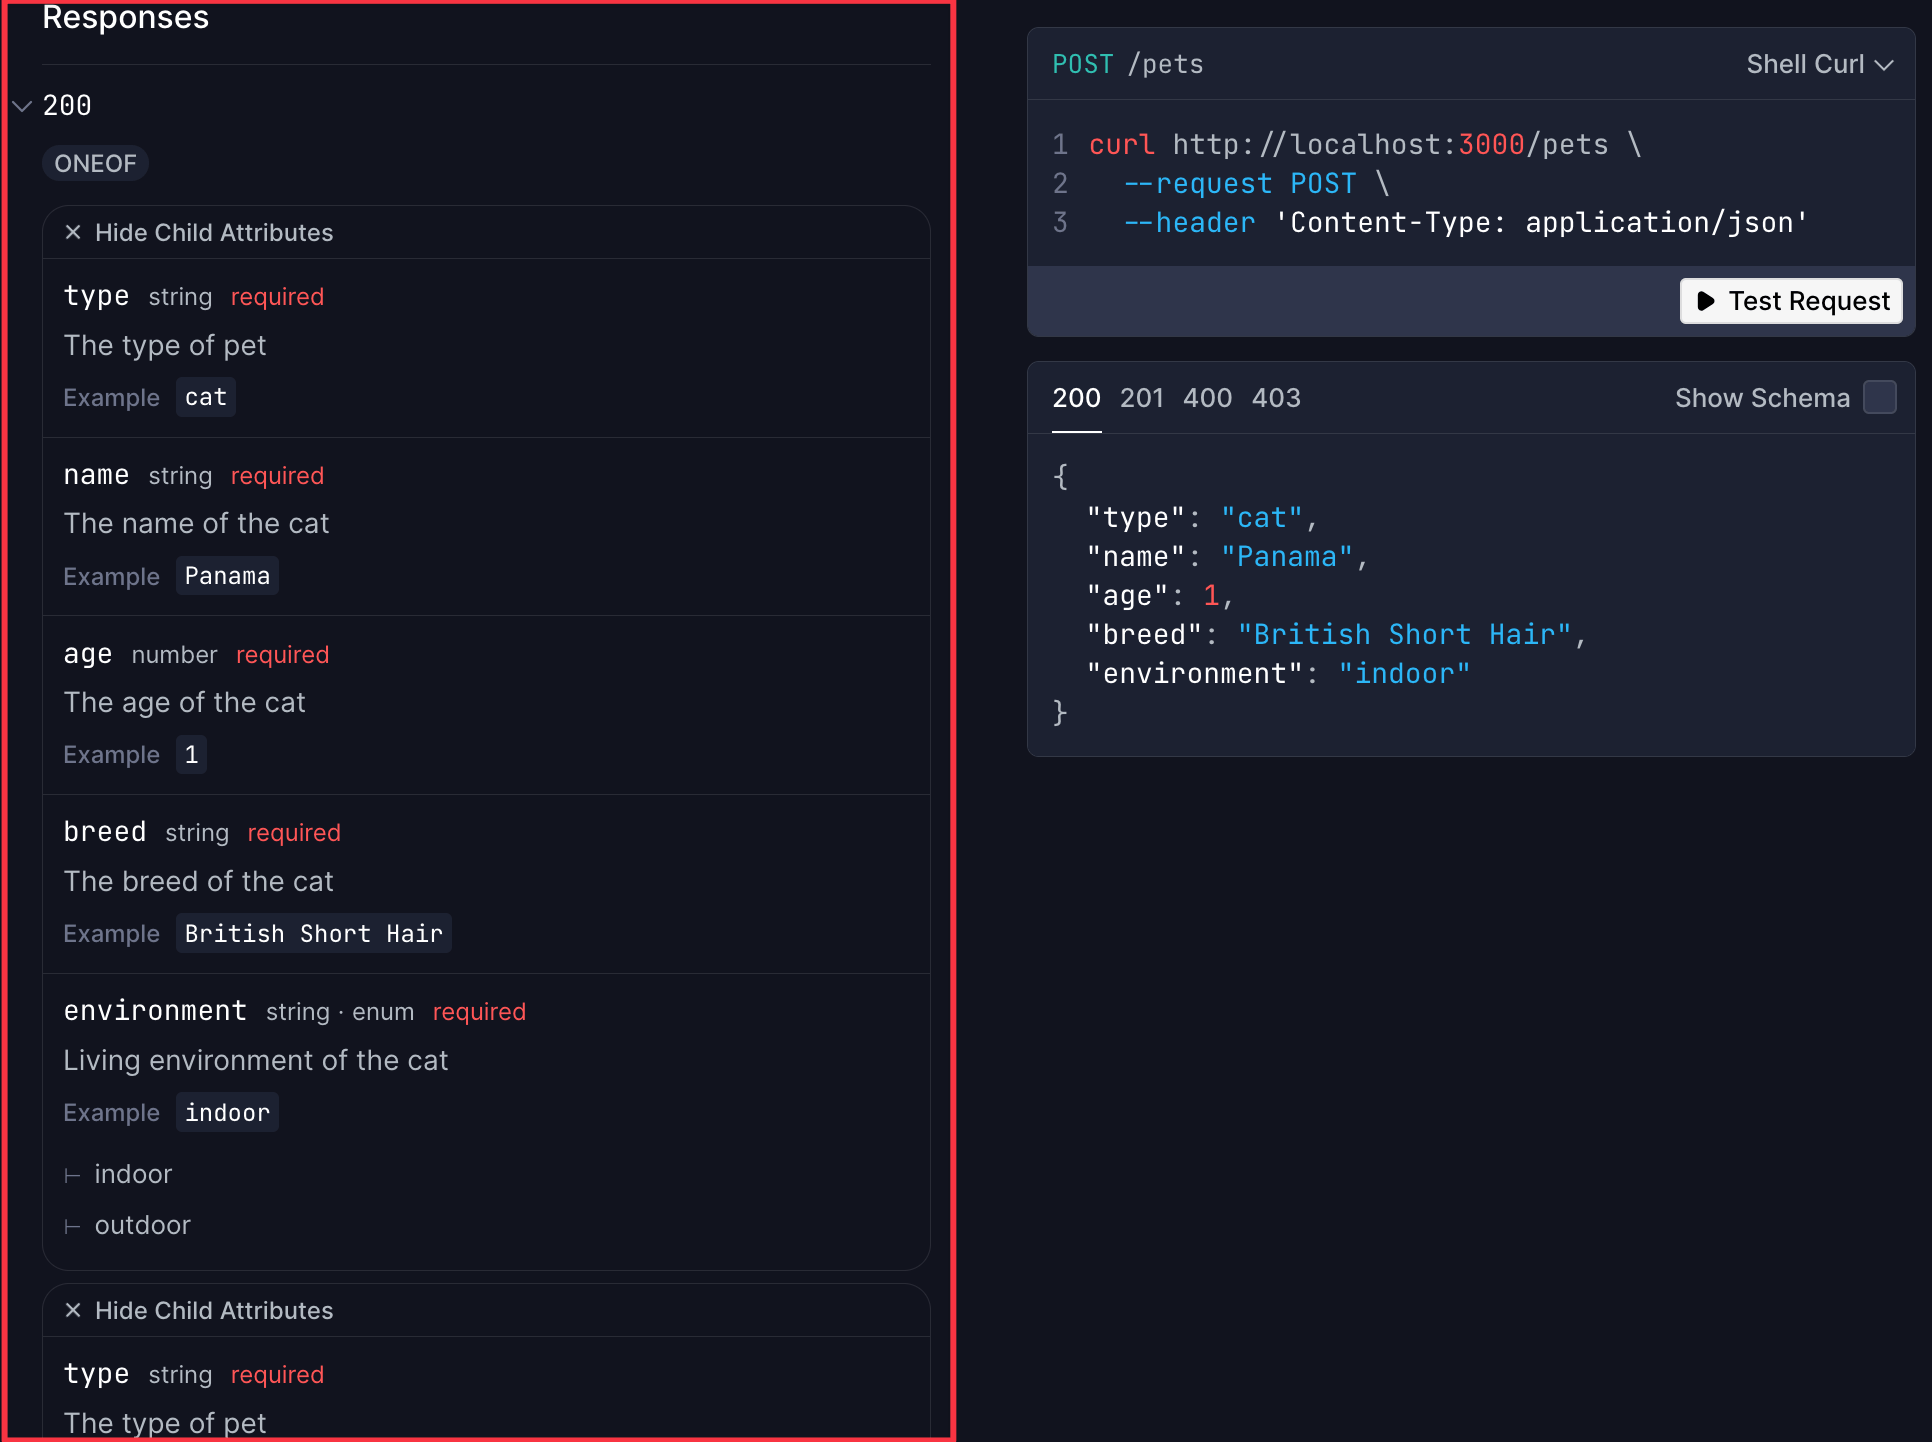 Responses
200
ONEOF
Hide Child Attributes
type string required
The type of pet
Example cat
name string required
The name of the cat
Example Panama
age number required
The age of the cat
Example 1
breed string required
The breed of the cat
Example British Short Hair
environment string · enum required
Living environment of the cat
Example indoor
indoor
outdoor
Hide Child Attributes
type string required
The type of pet
POST /pets Shell Curl
1 curl http://localhost:3000/pets \
2 --request POST \
3 --header 'Content-Type: application/json'
Test Request
200 201 400 403 Show Schema
{
"type": "cat",
"name": "Panama",
"age": 1,
"breed": "British Short Hair",
"environment": "indoor"
}